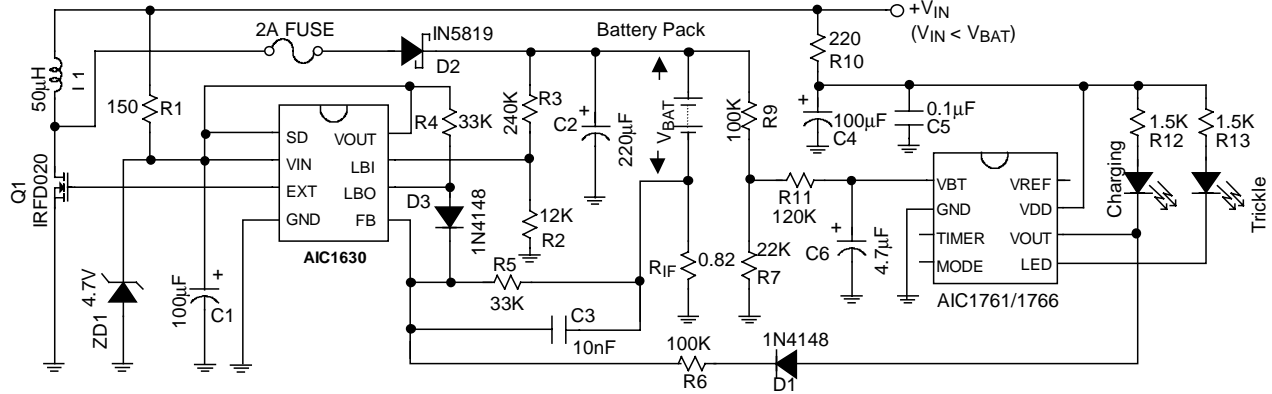 +VIN
(VIN < VBAT)
2A FUSE
IN5819
D2
Battery Pack
220
R10
50µH
I 1
150
R1
R4
33K
R3
240K
C2
+
220µF
VBAT
100K
R9
+
100µF
C4
0.1µF
C5
1.5K
R12
1.5K
R13
Q1
IRFD020
SD
VIN
EXT
GND
VOUT
LBI
LBO
FB
AIC1630
D3
1N4148
12K
R2
R11
120K
VBT
GND
TIMER
MODE
VREF
VDD
VOUT
LED
AIC1761/1766
Charging
Trickle
ZD1
4.7V
100µF
+
C1
R5
33K
RIF
0.82
22K
R7
C6
+
4.7µF
C3
10nF
100K
R6
1N4148
D1